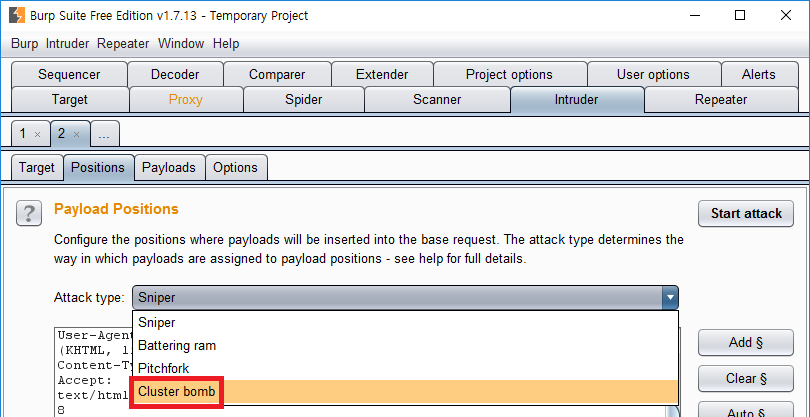 Burp Suite Free Edition v1.7.13 - Temporary Project
Burp Intruder Repeater Window Help
Sequencer Decoder Comparer Extender Project options User options Alerts
Target Proxy Spider Scanner Intruder Repeater
1 × 2 × ...
Target Positions Payloads Options
? Payload Positions Start attack
Configure the positions where payloads will be inserted into the base request. The attack type determines the
way in which payloads are assigned to payload positions - see help for full details.
Attack type: Sniper
Sniper
Battering ram
Pitchfork
Cluster bomb
User-Agent
(KHTML,
Content-Ty
Accept:
text/html
8
Add §
Clear §
Auto §